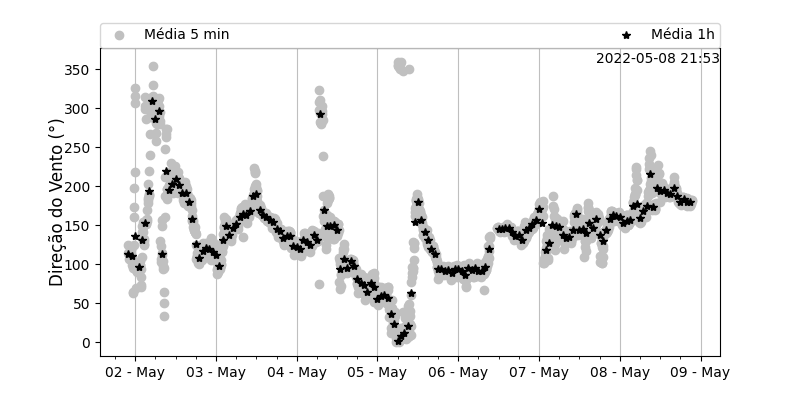 Média 5 min
Média 1h
2022-05-08 21:53
Direção do Vento (°)
350
300
250
200
150
100
50
0
02 - May
03 - May
04 - May
05 - May
06 - May
07 - May
08 - May
09 - May